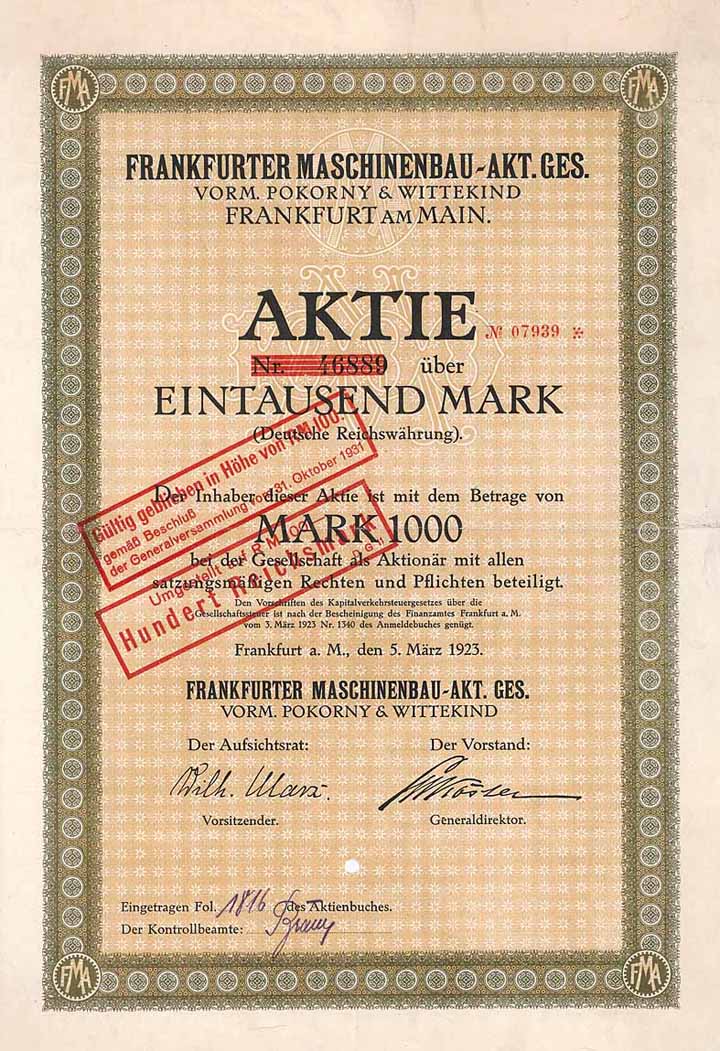 FMA
FMA
FRANKFURTER MASCHINENBAU-AKT. GES.
VORM. POKORNY & WITTEKIND
FRANKFURT AM MAIN.
AKTIE
№ 07939 *
Nr. 46889 über
EINTAUSEND MARK
(Deutsche Reichswährung).
Gültig geblieben in Höhe von RM 100
gemäß Beschluß
der Generalversammlung vom 31. Oktober 1931
Der Inhaber dieser Aktie ist mit dem Betrage von
MARK 1000
Umgestellt auf R.M. 100
Hundert Reichsmark
bei der Gesellschaft als Aktionär mit allen
satzungsmäßigen Rechten und Pflichten beteiligt.
Den Vorschriften des Kapitalverkehrsteuergesetzes über die
Gesellschaftssteuer ist nach der Bescheinigung des Finanzamtes Frankfurt a. M.
vom 3. März 1923 Nr. 1340 des Anmeldebuches genügt.
Frankfurt a. M., den 5. März 1923.
FRANKFURTER MASCHINENBAU-AKT. GES.
VORM. POKORNY & WITTEKIND
Der Aufsichtsrat: Der Vorstand:
Wilh.
Vorsitzender. Generaldirektor.
Eingetragen Fol. 1816 des Aktienbuches.
Der Kontrollbeamte:
FMA
FMA